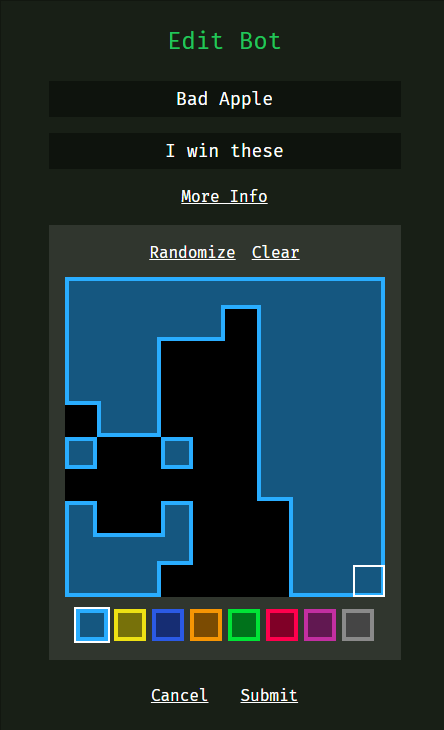 Edit Bot
Bad Apple
I win these
More Info
Randomize Clear
Cancel Submit